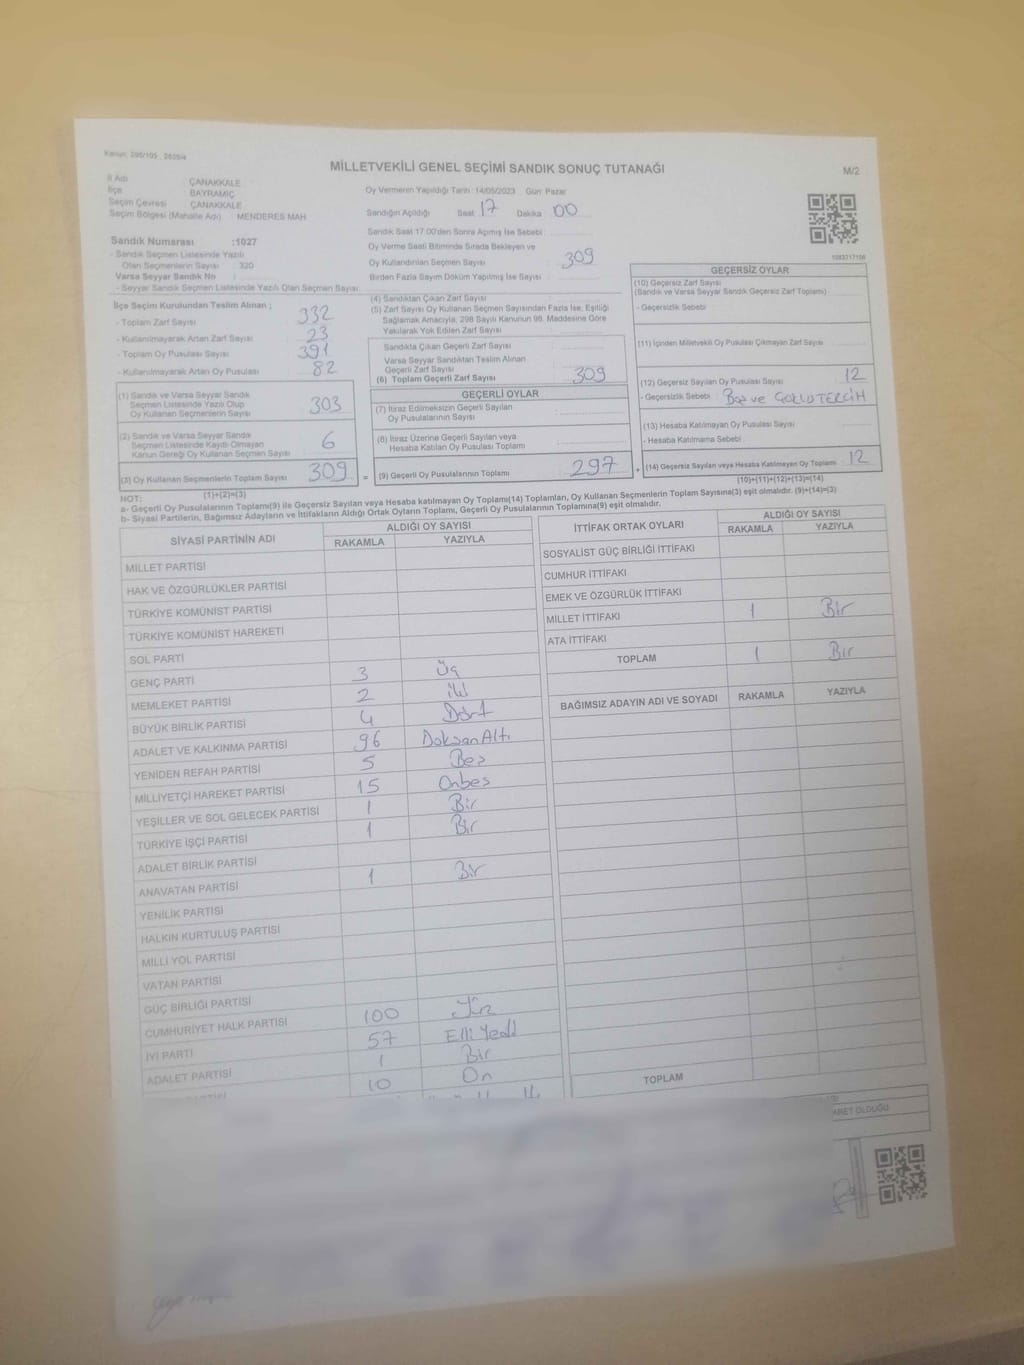 Kanun: 298/105 , 2839/4
MİLLETVEKİLİ GENEL SEÇİMİ SANDIK SONUÇ TUTANAĞI
M/2
İl Adı : ÇANAKKALE
İlçe : BAYRAMİÇ
Seçim Çevresi : ÇANAKKALE
Seçim Bölgesi (Mahalle Adı) : MENDERES MAH
Sandık Numarası :1027
- Sandık Seçmen Listesinde Yazılı
Olan Seçmenlerin Sayısı : 320
Varsa Seyyar Sandık No :
- Seyyar Sandık Seçmen Listesinde Yazılı Olan Seçmen Sayısı:
Oy Vermenin Yapıldığı Tarih : 14/05/2023 Gün: Pazar
Sandığın Açıldığı Saat 17 Dakika 00
Sandık Saat 17.00'den Sonra Açılmış İse Sebebi :
Oy Verme Saati Bitiminde Sırada Bekleyen ve
Oy Kullandırılan Seçmen Sayısı : 309
Birden Fazla Sayım Döküm Yapılmış İse Sayısı :
1083717106
İlçe Seçim Kurulundan Teslim Alınan ;
- Toplam Zarf Sayısı : 332
- Kullanılmayarak Artan Zarf Sayısı : 23
- Toplam Oy Pusulası Sayısı : 391
- Kullanılmayarak Artan Oy Pusulası : 82
(1) Sandık ve Varsa Seyyar Sandık
Seçmen Listesinde Yazılı Olup
Oy Kullanan Seçmenlerin Sayısı 303
(2) Sandık ve Varsa Seyyar Sandık
Seçmen Listesinde Kayıtlı Olmayan
Kanun Gereği Oy Kullanan Seçmen Sayısı 6
(3) Oy Kullanan Seçmenlerin Toplam Sayısı 309 =
(1)+(2)=(3)
(4) Sandıktan Çıkan Zarf Sayısı :
(5) Zarf Sayısı Oy Kullanan Seçmen Sayısından Fazla İse, Eşitliği
Sağlamak Amacıyla, 298 Sayılı Kanunun 98. Maddesine Göre
Yakılarak Yok Edilen Zarf Sayısı :
Sandıkta Çıkan Geçerli Zarf Sayısı :
Varsa Seyyar Sandıktan Teslim Alınan
Geçerli Zarf Sayısı :
(6) Toplam Geçerli Zarf Sayısı : 309
GEÇERLİ OYLAR
(7) İtiraz Edilmeksizin Geçerli Sayılan
Oy Pusulalarının Sayısı :
(8) İtiraz Üzerine Geçerli Sayılan veya
Hesaba Katılan Oy Pusulası Toplamı :
(9) Geçerli Oy Pusulalarının Toplamı : 297 +
GEÇERSİZ OYLAR
(10) Geçersiz Zarf Sayısı
(Sandık ve Varsa Seyyar Sandık Geçersiz Zarf Toplamı) :
- Geçersizlik Sebebi :
(11) İçinden Milletvekili Oy Pusulası Çıkmayan Zarf Sayısı :
(12) Geçersiz Sayılan Oy Pusulası Sayısı : 12
- Geçersizlik Sebebi : Boş ve
(13) Hesaba Katılmayan Oy Pusulası Sayısı :
- Hesaba Katılmama Sebebi :
(14) Geçersiz Sayılan veya Hesaba Katılmayan Oy Toplamı : 12
(10)+(11)+(12)+(13)=(14)
NOT:
a- Geçerli Oy Pusulalarının Toplamı(9) ile Geçersiz Sayılan veya Hesaba katılmayan Oy Toplamı(14) Toplamları, Oy Kullanan Seçmenlerin Toplam Sayısına(3) eşit olmalıdır. (9)+(14)=(3)
b- Siyasi Partilerin, Bağımsız Adayların ve İttifakların Aldığı Ortak Oyların Toplamı, Geçerli Oy Pusulalarının Toplamına(9) eşit olmalıdır.
SİYASİ PARTİNİN ADI ALDIĞI OY SAYISI
RAKAMLA YAZIYLA
MİLLET PARTİSİ
HAK VE ÖZGÜRLÜKLER PARTİSİ
TÜRKİYE KOMÜNİST PARTİSİ
TÜRKİYE KOMÜNİST HAREKETİ
SOL PARTİ
GENÇ PARTİ 3 Üç
MEMLEKET PARTİSİ 2 iki
BÜYÜK BİRLİK PARTİSİ 4 Dört
ADALET VE KALKINMA PARTİSİ 96 Doksan Altı
YENİDEN REFAH PARTİSİ 5 Beş
MİLLİYETÇİ HAREKET PARTİSİ 15 Onbeş
YEŞİLLER VE SOL GELECEK PARTİSİ 1 Bir
TÜRKİYE İŞÇİ PARTİSİ 1 Bir
ADALET BİRLİK PARTİSİ
ANAVATAN PARTİSİ 1 Bir
YENİLİK PARTİSİ
HALKIN KURTULUŞ PARTİSİ
MİLLİ YOL PARTİSİ
VATAN PARTİSİ
GÜÇ BİRLİĞİ PARTİSİ
CUMHURİYET HALK PARTİSİ 100 Yüz
İYİ PARTİ 57 Elli Yedi
ADALET PARTİSİ 1 Bir
10 On
İTTİFAK ORTAK OYLARI ALDIĞI OY SAYISI
RAKAMLA YAZIYLA
SOSYALİST GÜÇ BİRLİĞİ İTTİFAKI
CUMHUR İTTİFAKI
EMEK VE ÖZGÜRLÜK İTTİFAKI
MİLLET İTTİFAKI 1 Bir
ATA İTTİFAKI
TOPLAM 1 Bir
BAĞIMSIZ ADAYIN ADI VE SOYADI RAKAMLA YAZIYLA
TOPLAM
ARET OLDUĞU